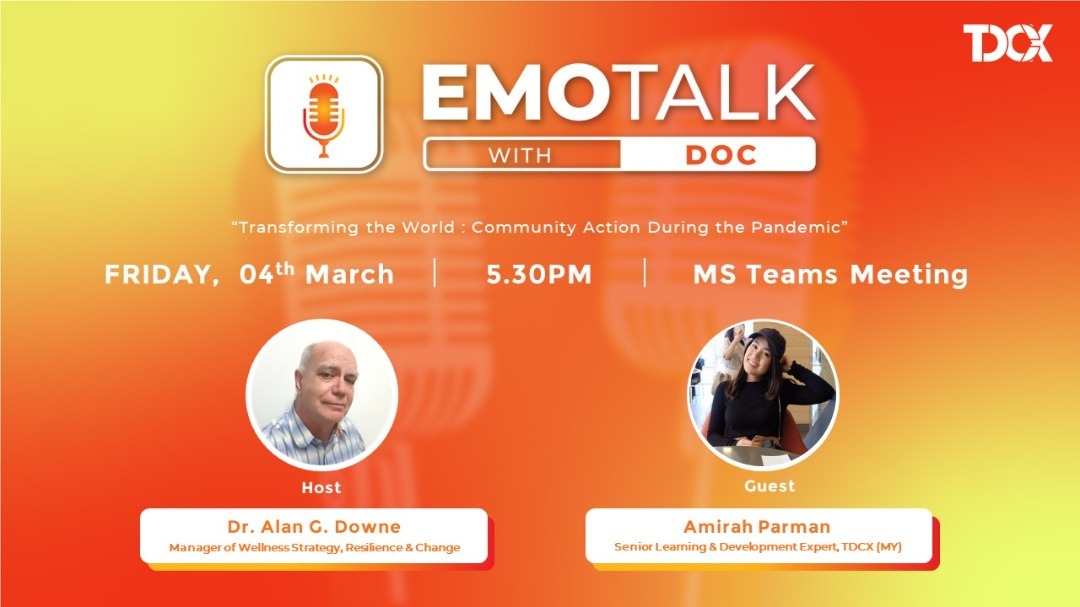 TDCX
EMOTALK
WITH DOC
“Transforming the World : Community Action During the Pandemic”
FRIDAY, 04th March | 5.30PM | MS Teams Meeting
Host
Guest
Dr. Alan G. Downe
Manager of Wellness Strategy, Resilience & Change
Amirah Parman
Senior Learning & Development Expert, TDCX (MY)